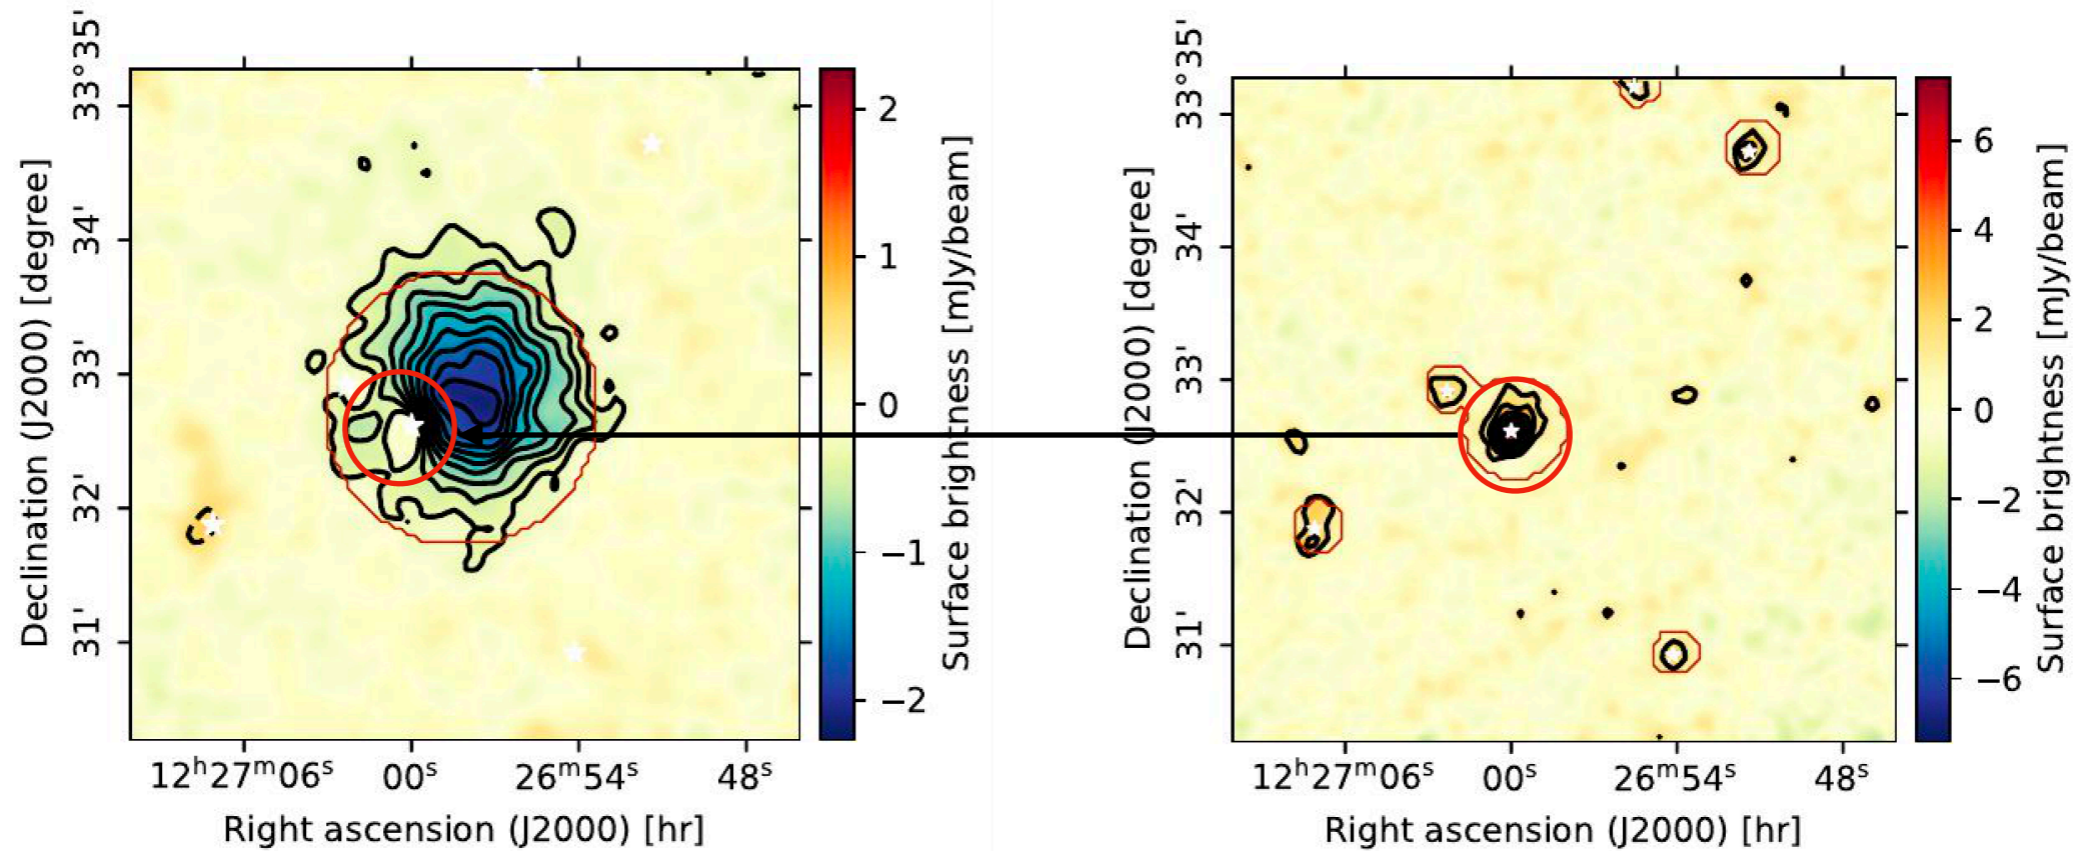 33°35'
34'
33'
32'
31'
Declination (J2000) [degree]
12ʰ27ᵐ06ˢ
00ˢ
26ᵐ54ˢ
48ˢ
Right ascension (J2000) [hr]
2
1
0
−1
−2
Surface brightness [mJy/beam]
33°35'
34'
33'
32'
31'
Declination (J2000) [degree]
12ʰ27ᵐ06ˢ
00ˢ
26ᵐ54ˢ
48ˢ
Right ascension (J2000) [hr]
6
4
2
0
−2
−4
−6
Surface brightness [mJy/beam]